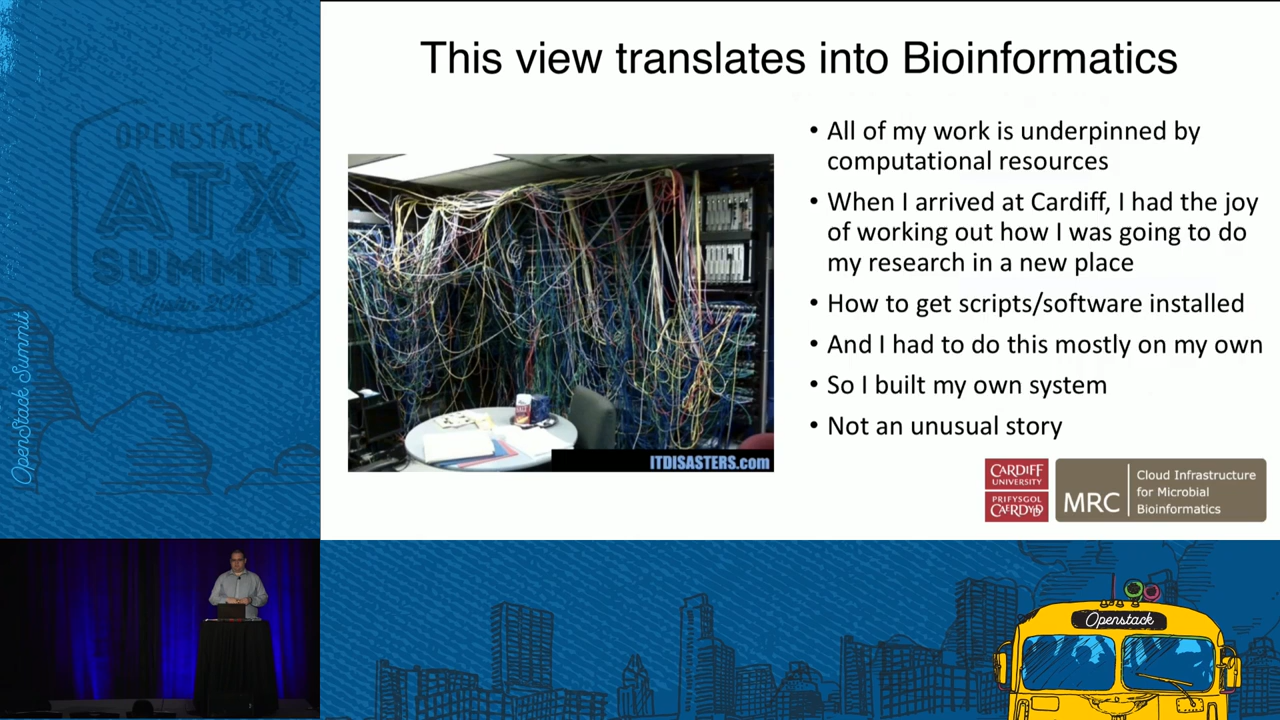 This view translates into Bioinformatics
• All of my work is underpinned by
computational resources
• When I arrived at Cardiff, I had the joy
of working out how I was going to do
my research in a new place
• How to get scripts/software installed
• And I had to do this mostly on my own
• So I built my own system
• Not an unusual story
ITDISASTERS.com
CARDIFF
UNIVERSITY
PRIFYSGOL
CAERDYDD
MRC
Cloud Infrastructure
for Microbial
Bioinformatics
OPENSTACK
ATX
SUMMIT
OpenStack Summit
Openstack